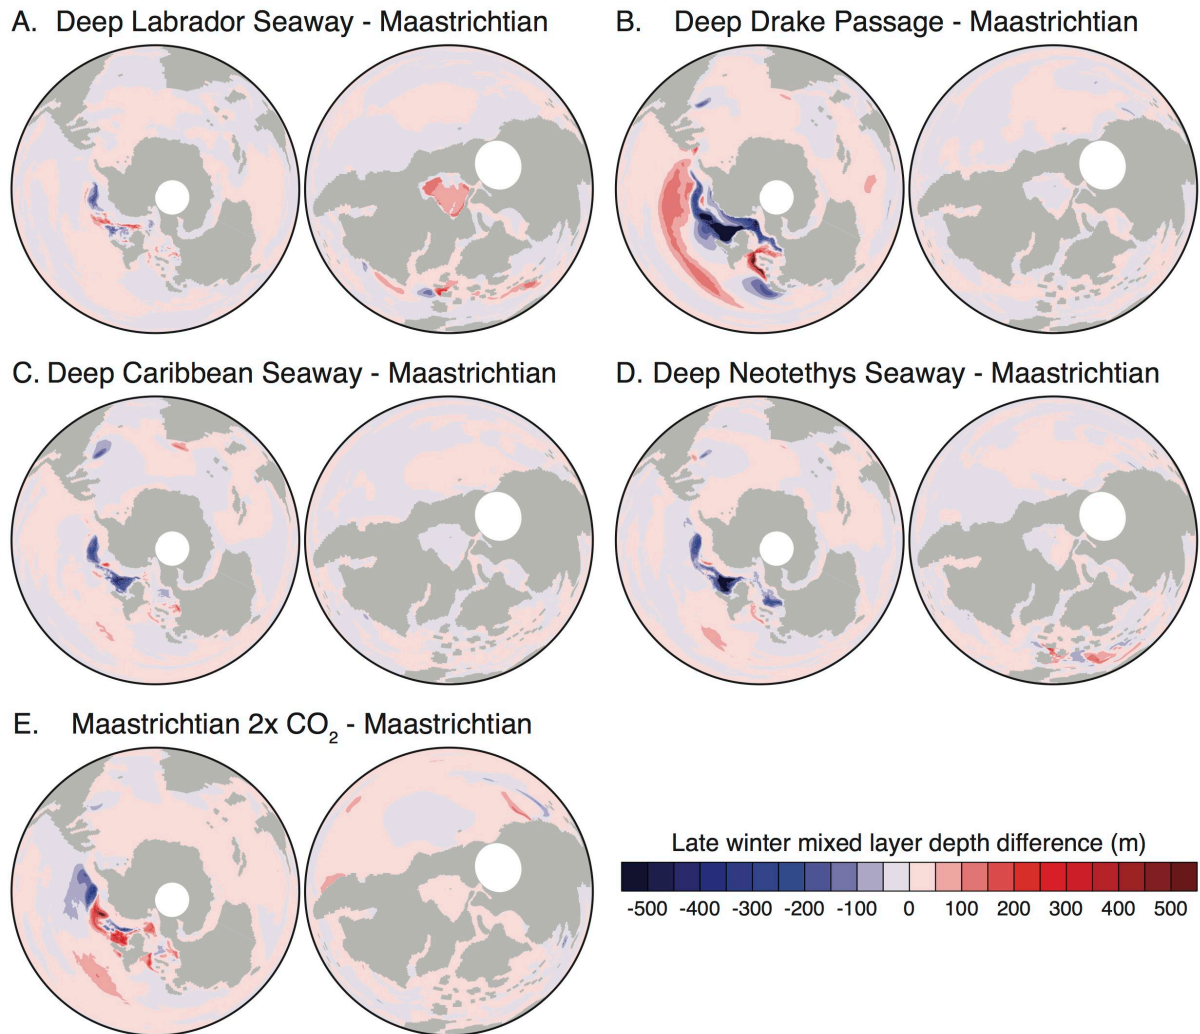 A. Deep Labrador Seaway - Maastrichtian
B. Deep Drake Passage - Maastrichtian
C. Deep Caribbean Seaway - Maastrichtian
D. Deep Neotethys Seaway - Maastrichtian
E. Maastrichtian 2x CO₂ - Maastrichtian
Late winter mixed layer depth difference (m)
-500 -400 -300 -200 -100 0 100 200 300 400 500